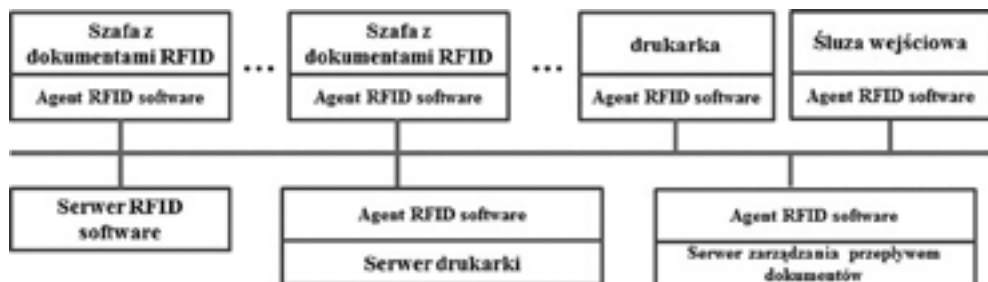 Szafa z
dokumentami RFID
Agent RFID software
...
Szafa z
dokumentami RFID
Agent RFID software
...
drukarka
Agent RFID software
Śluza wejściowa
Agent RFID software
Serwer RFID
software
Agent RFID software
Serwer drukarki
Agent RFID software
Serwer zarządzania przepływem
dokumentów